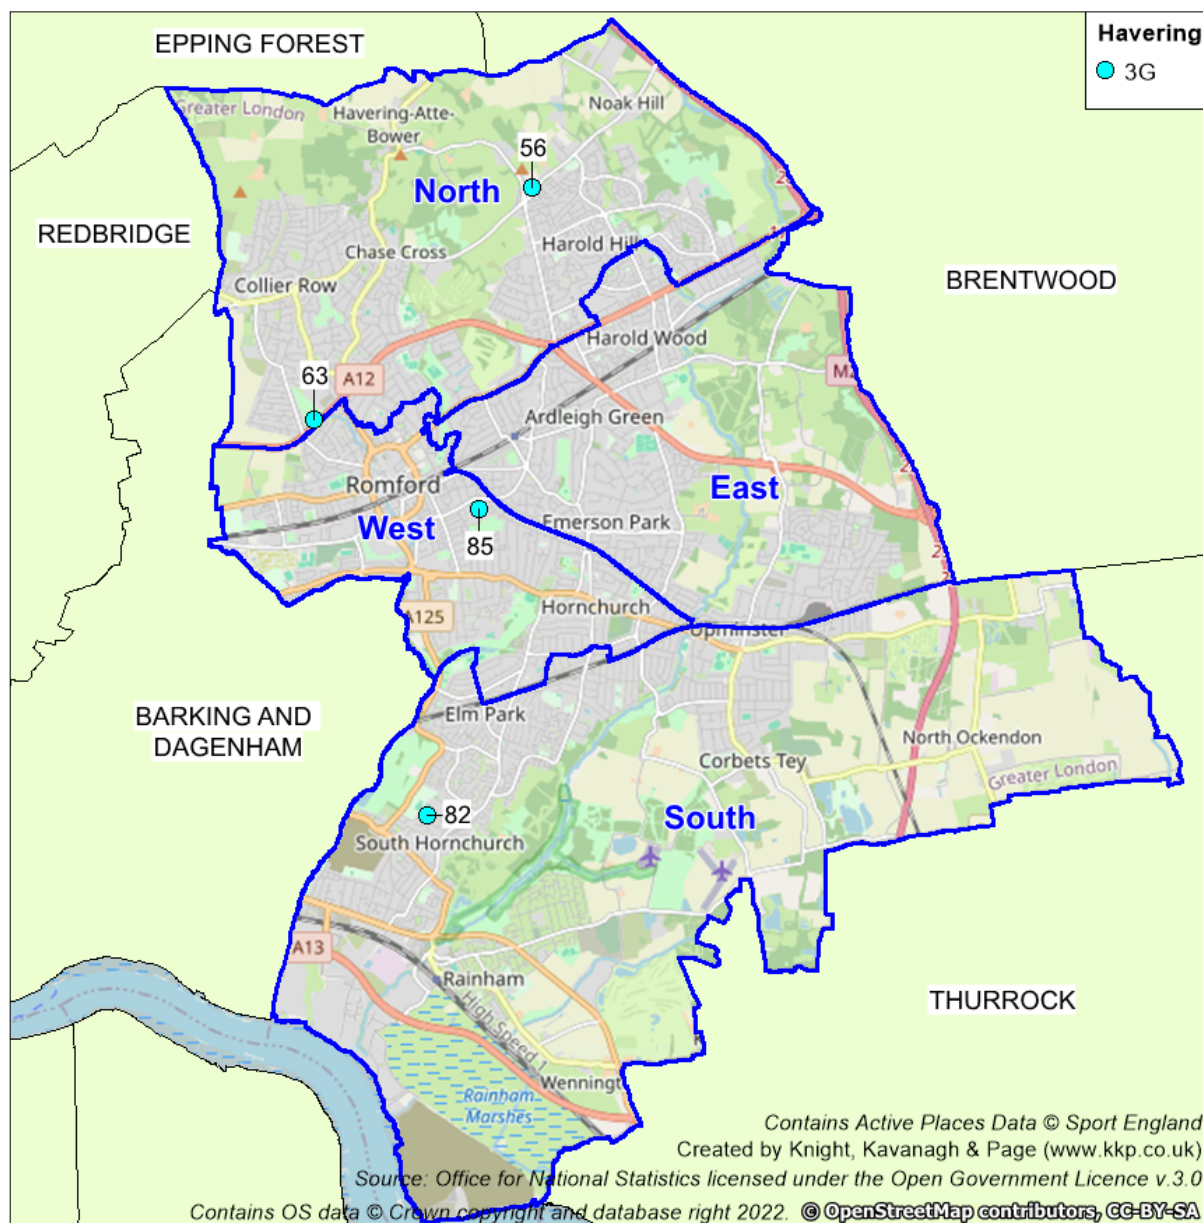 EPPING FOREST
Havering
3G
Noak Hill
Greater London
Havering-Atte-
Bower
56
North
REDBRIDGE
Harold Hill
Chase Cross
BRENTWOOD
Collier Row
Harold Wood
63
A12
M2
Ardleigh Green
Romford
East
West
Emerson Park
85
Hornchurch
A125
Upminster
BARKING AND
DAGENHAM
Elm Park
North Ockendon
Corbets Tey
Greater London
82
South
South Hornchurch
A13
Rainham
THURROCK
High Speed 1
Wenningt
Rainham
Marshes
Contains Active Places Data © Sport England
Created by Knight, Kavanagh & Page (www.kkp.co.uk)
Source: Office for National Statistics licensed under the Open Government Licence v.3.0
Contains OS data © Crown copyright and database right 2022. © OpenStreetMap contributors, CC-BY-SA